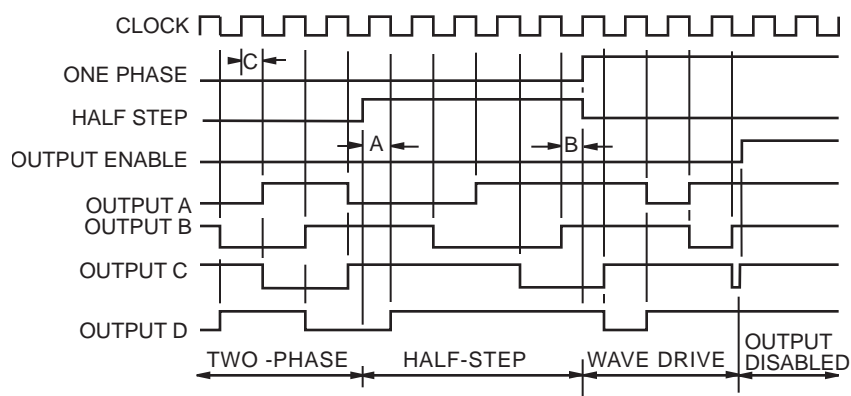 CLOCK
C
ONE PHASE
HALF STEP
A
B
OUTPUT ENABLE
OUTPUT A
OUTPUT B
OUTPUT C
OUTPUT D
TWO -PHASE
HALF-STEP
WAVE DRIVE
OUTPUT
DISABLED